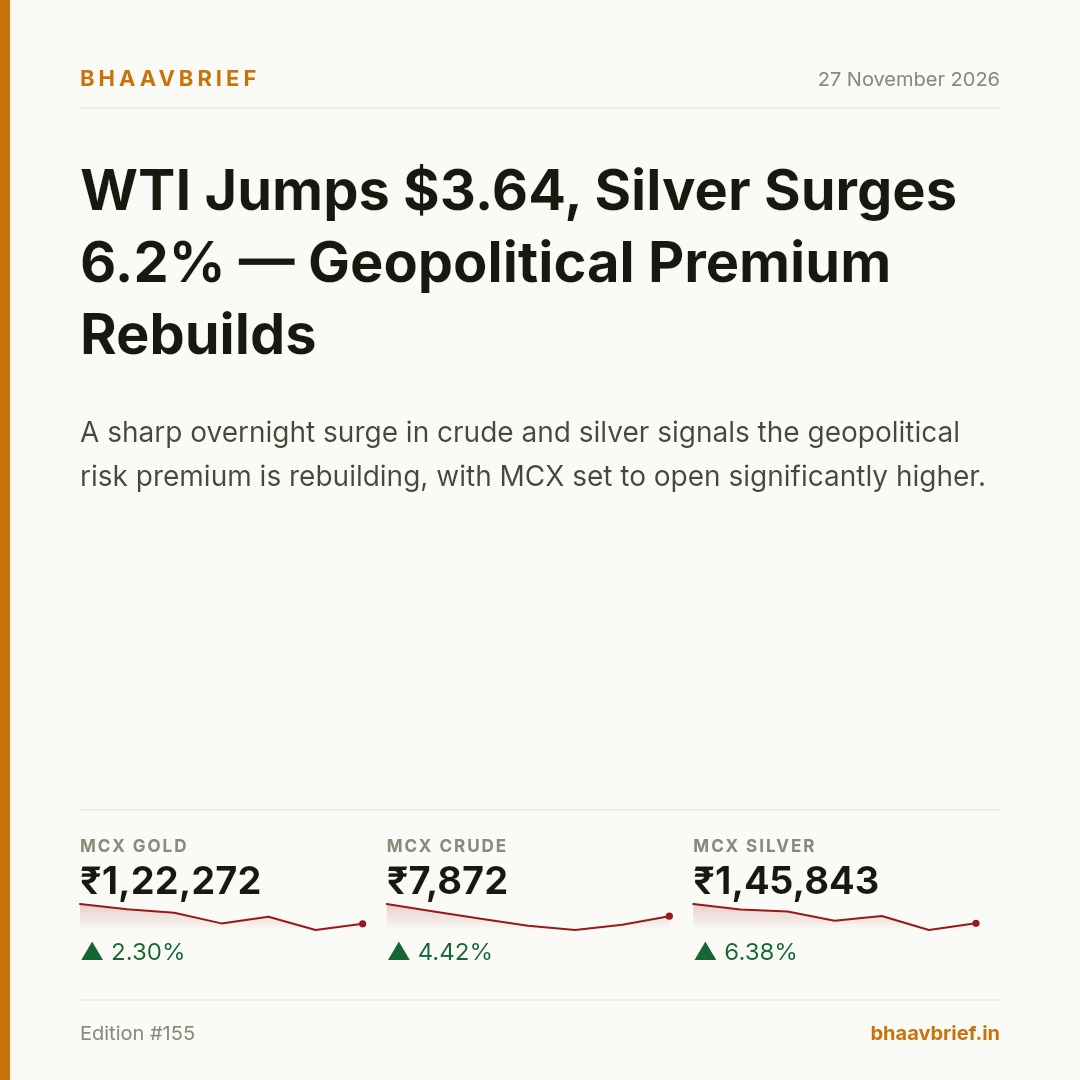 BHAAVBRIEF
27 November 2026
WTI Jumps $3.64, Silver Surges
6.2% — Geopolitical Premium
Rebuilds
A sharp overnight surge in crude and silver signals the geopolitical
risk premium is rebuilding, with MCX set to open significantly higher.
MCX GOLD
₹1,22,272
▲ 2.30%
MCX CRUDE
₹7,872
▲ 4.42%
MCX SILVER
₹1,45,843
▲ 6.38%
Edition #155
bhaavbrief.in